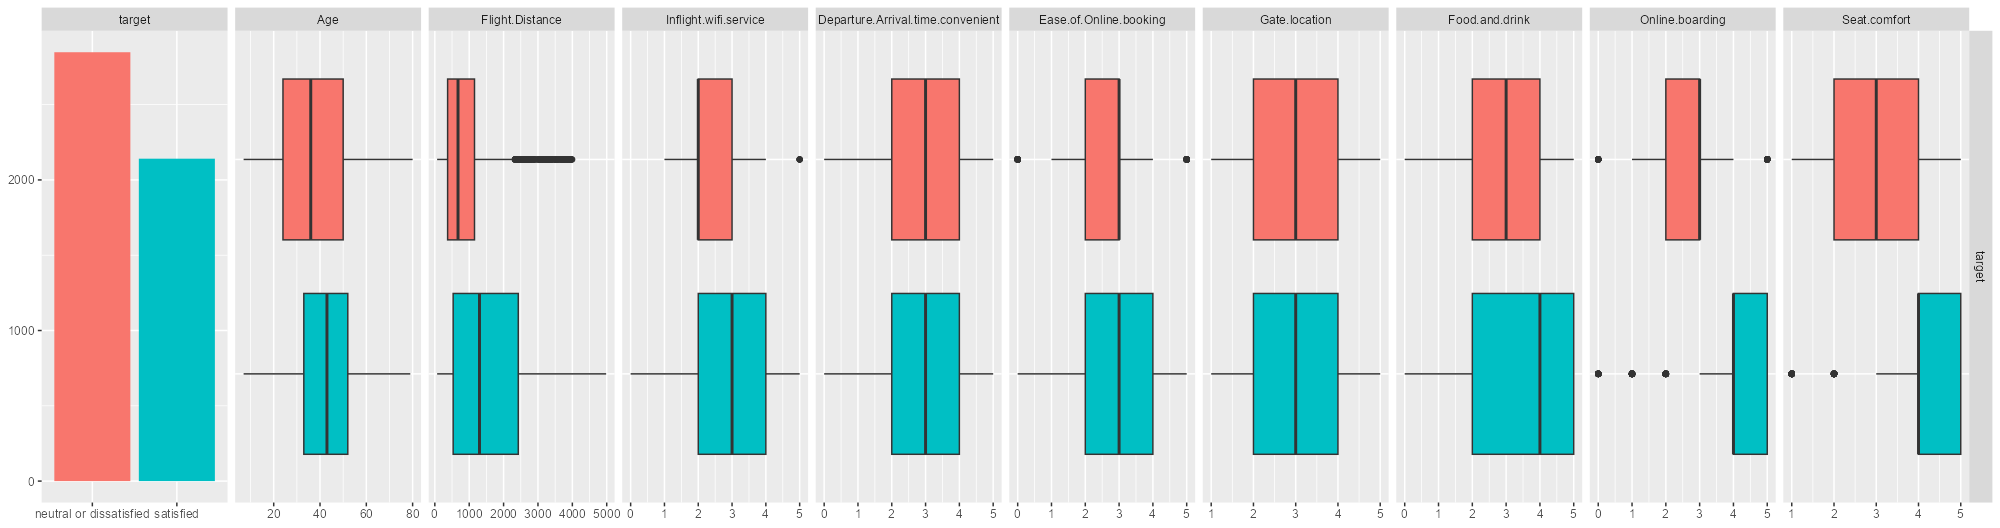 target Age Flight.Distance Inflight.wifi.service Departure.Arrival.time.convenient Ease.of.Online.booking Gate.location Food.and.drink Online.boarding Seat.comfort
target
2000
1000
0
neutral or dissatisfied satisfied 20 40 60 80 0 1000 2000 3000 4000 5000 0 1 2 3 4 5 0 1 2 3 4 5 0 1 2 3 4 5 1 2 3 4 5 0 1 2 3 4 5 0 1 2 3 4 5 1 2 3 4 5